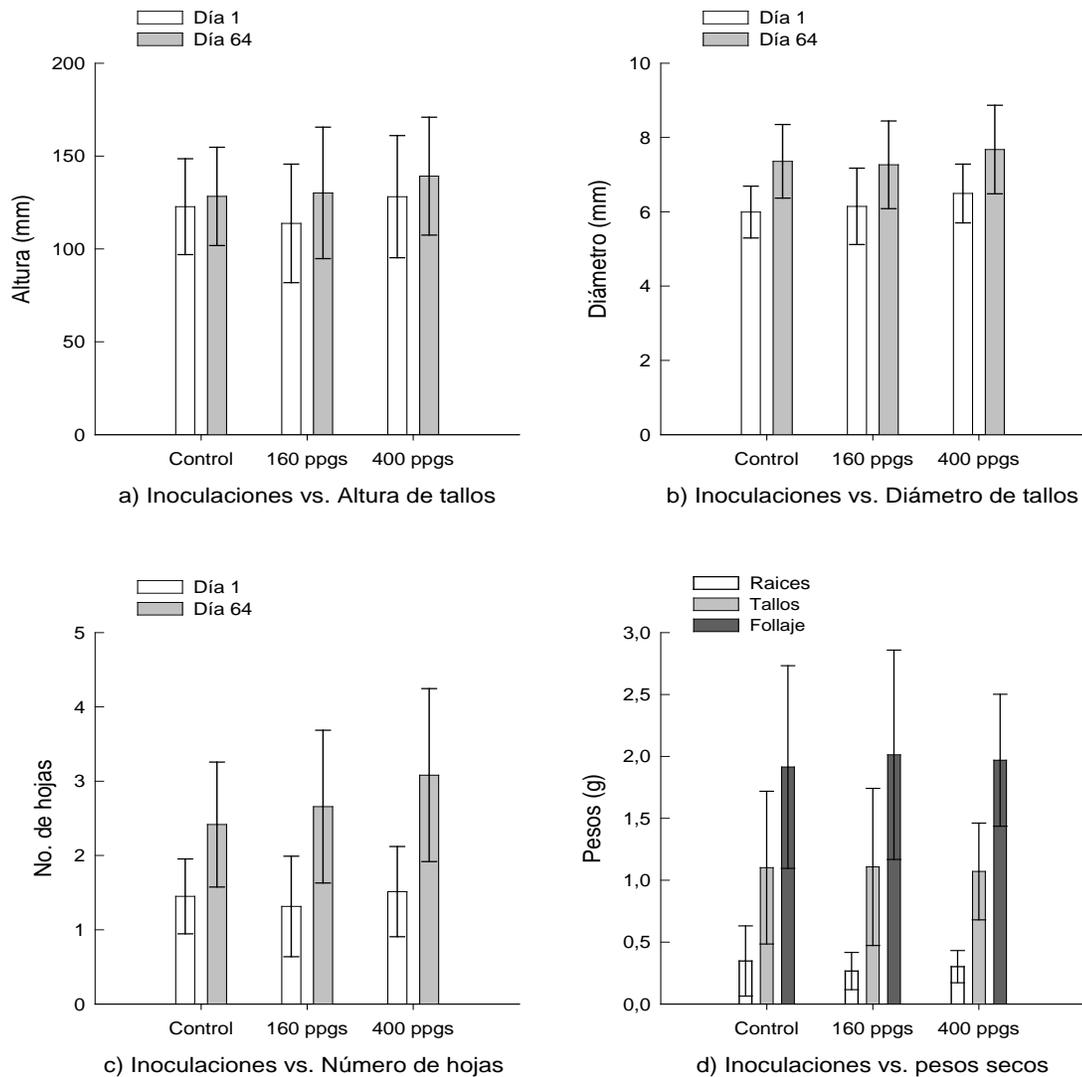 Día 1
Día 64
Altura (mm)
200
150
100
50
0
Control 160 ppgs 400 ppgs
a) Inoculaciones vs. Altura de tallos
Día 1
Día 64
Diámetro (mm)
10
8
6
4
2
0
Control 160 ppgs 400 ppgs
b) Inoculaciones vs. Diámetro de tallos
Día 1
Día 64
No. de hojas
5
4
3
2
1
0
Control 160 ppgs 400 ppgs
c) Inoculaciones vs. Número de hojas
Raices
Tallos
Follaje
Pesos (g)
3,0
2,5
2,0
1,5
1,0
0,5
0,0
Control 160 ppgs 400 ppgs
d) Inoculaciones vs. pesos secos